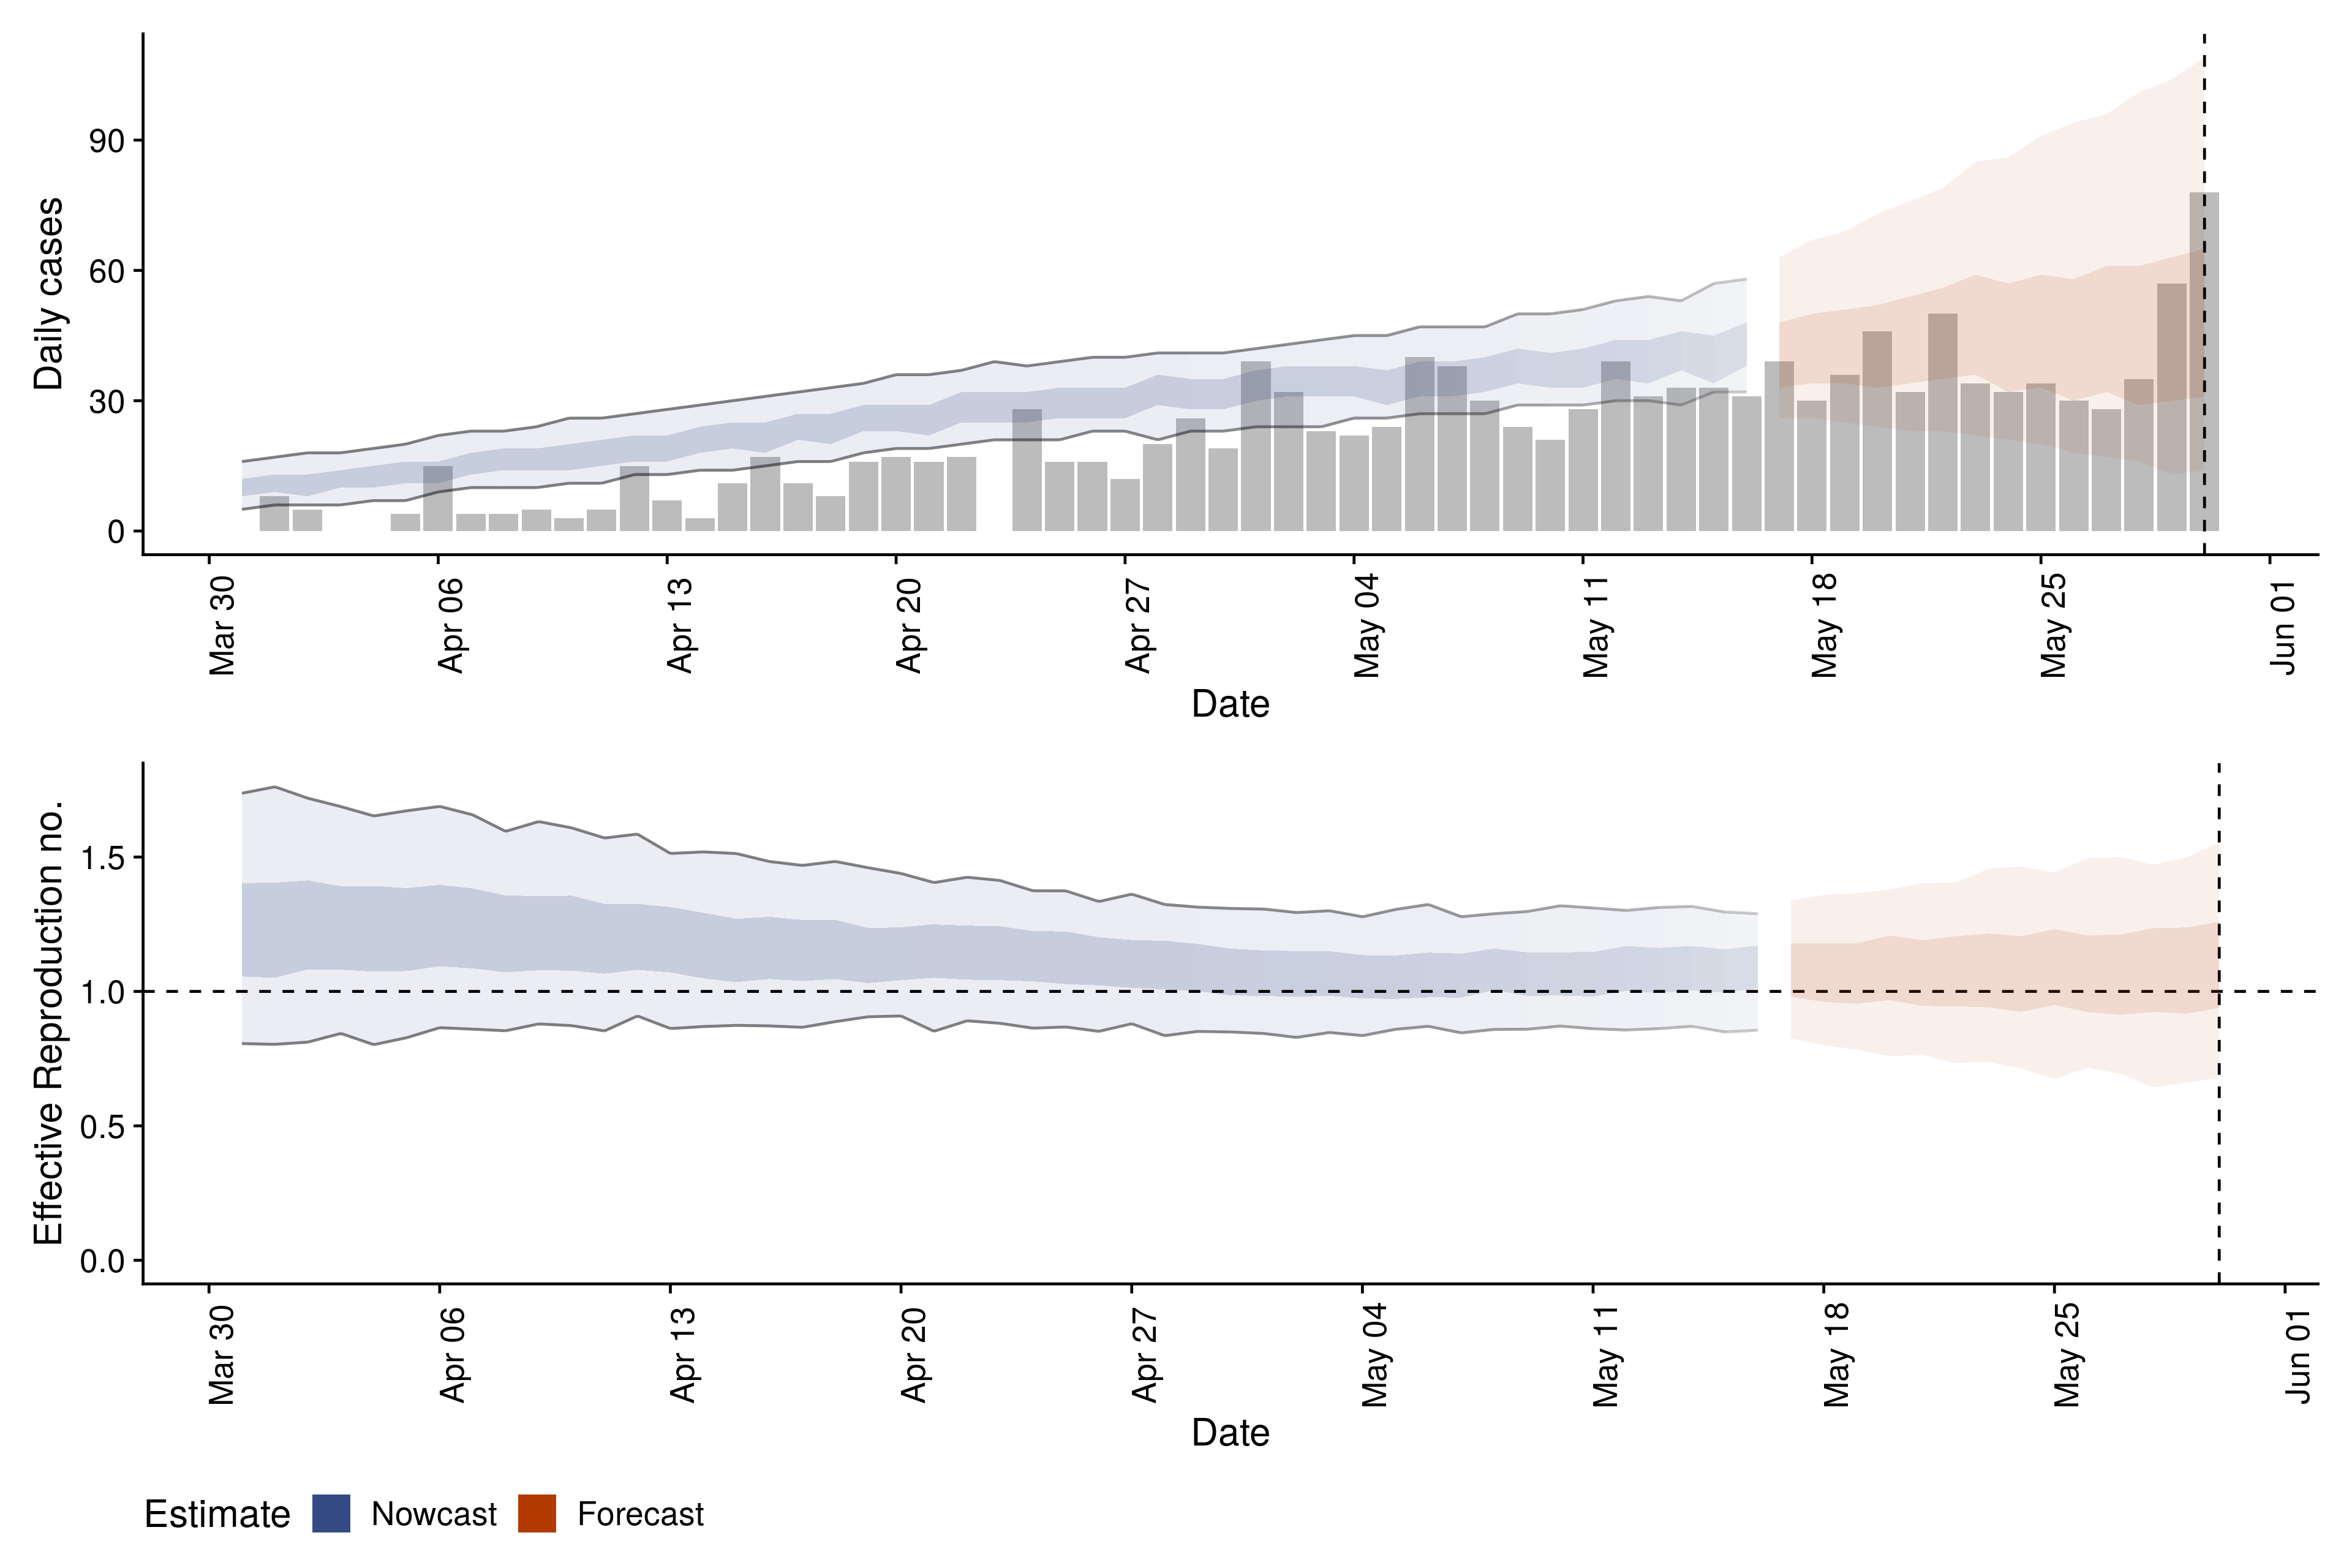 Daily cases
90
60
30
0
Mar 30
Apr 06
Apr 13
Apr 20
Apr 27
May 04
May 11
May 18
May 25
Jun 01
Date
Effective Reproduction no.
1.5
1.0
0.5
0.0
Mar 30
Apr 06
Apr 13
Apr 20
Apr 27
May 04
May 11
May 18
May 25
Jun 01
Date
Estimate Nowcast Forecast